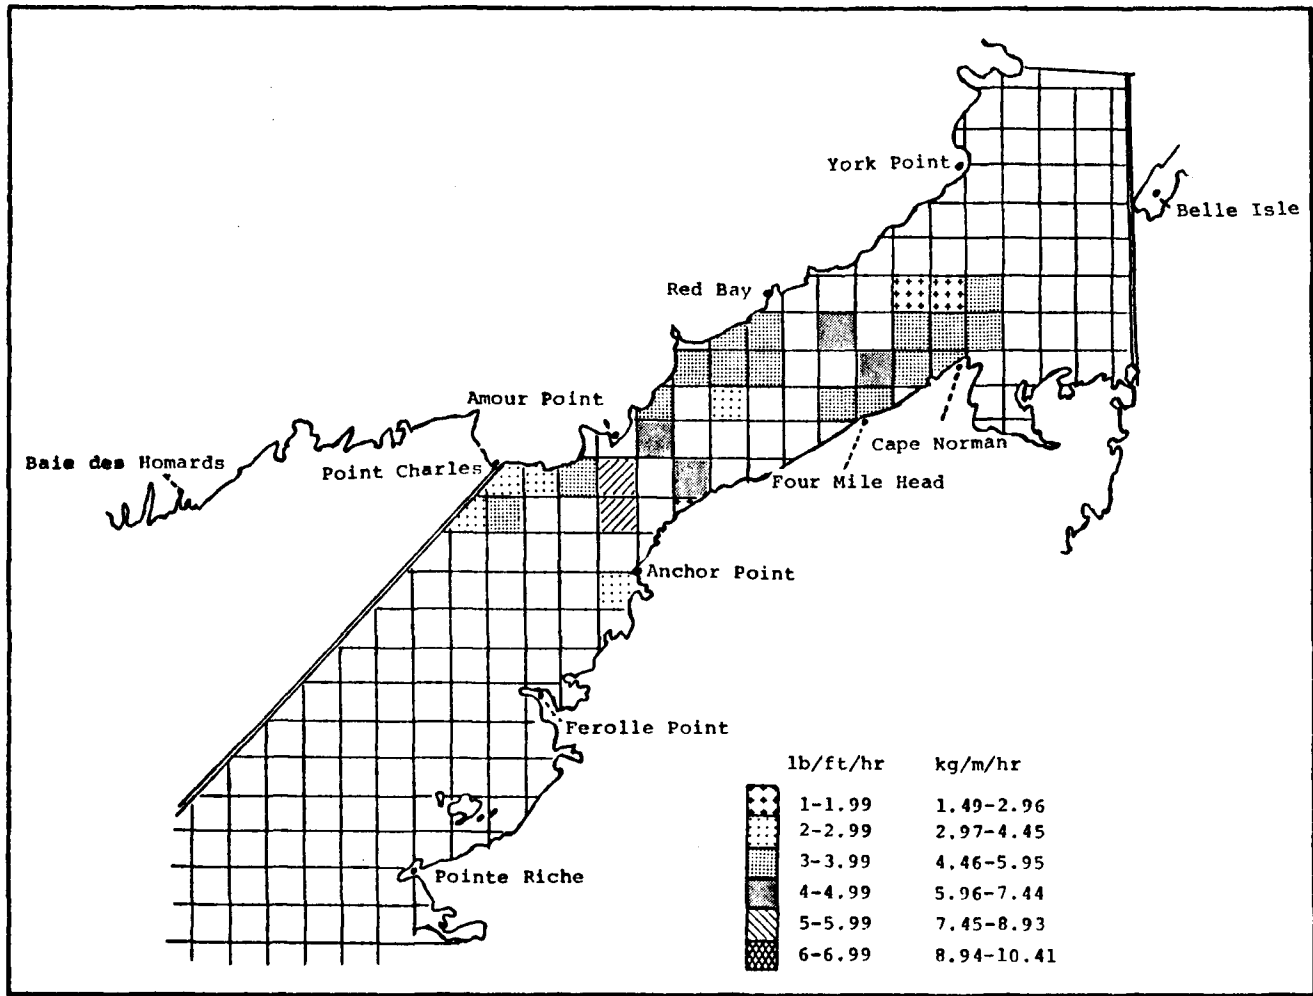 York Point
Belle Isle
Red Bay
Amour Point
Cape Norman
Baie des Homards
Point Charles
Four Mile Head
Anchor Point
Ferolle Point
lb/ft/hr kg/m/hr
1-1.99 1.49-2.96
2-2.99 2.97-4.45
3-3.99 4.46-5.95
4-4.99 5.96-7.44
5-5.99 7.45-8.93
6-6.99 8.94-10.41
Pointe Riche